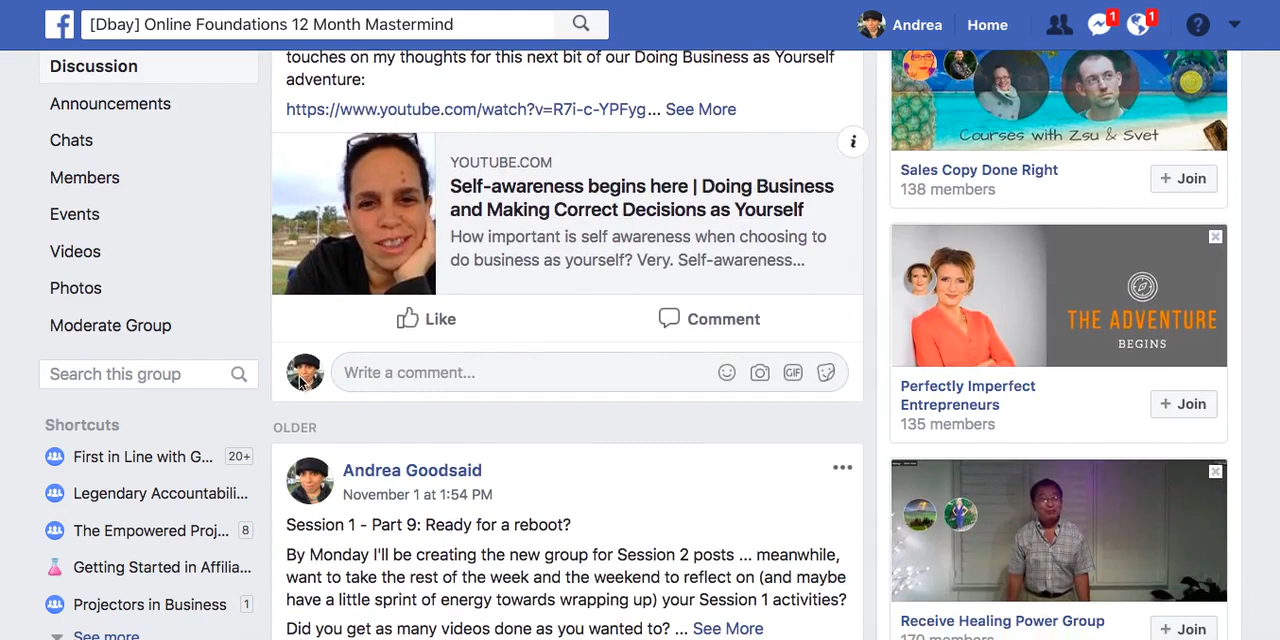 [Dbay] Online Foundations 12 Month Mastermind
Andrea
Home
1
1
?
Discussion
Announcements
Chats
Members
Events
Videos
Photos
Moderate Group
Search this group
Shortcuts
First in Line with G... 20+
Legendary Accountabili...
The Empowered Proj... 8
Getting Started in Affilia...
Projectors in Business 1
See more
touches on my thoughts for this next bit of our Doing Business as Yourself
adventure:
https://www.youtube.com/watch?v=R7i-c-YPFyg... See More
YOUTUBE.COM
Self-awareness begins here | Doing Business
and Making Correct Decisions as Yourself
How important is self awareness when choosing to
do business as yourself? Very. Self-awareness...
Like
Comment
Write a comment...
GIF
OLDER
Andrea Goodsaid
November 1 at 1:54 PM
Session 1 - Part 9: Ready for a reboot?
By Monday I'll be creating the new group for Session 2 posts ... meanwhile,
want to take the rest of the week and the weekend to reflect on (and maybe
have a little sprint of energy towards wrapping up) your Session 1 activities?
Did you get as many videos done as you wanted to? ... See More
Courses with Zsu & Svet
Sales Copy Done Right
138 members
+ Join
THE ADVENTURE
BEGINS
Perfectly Imperfect
Entrepreneurs
135 members
+ Join
Receive Healing Power Group
170 members
+ Join